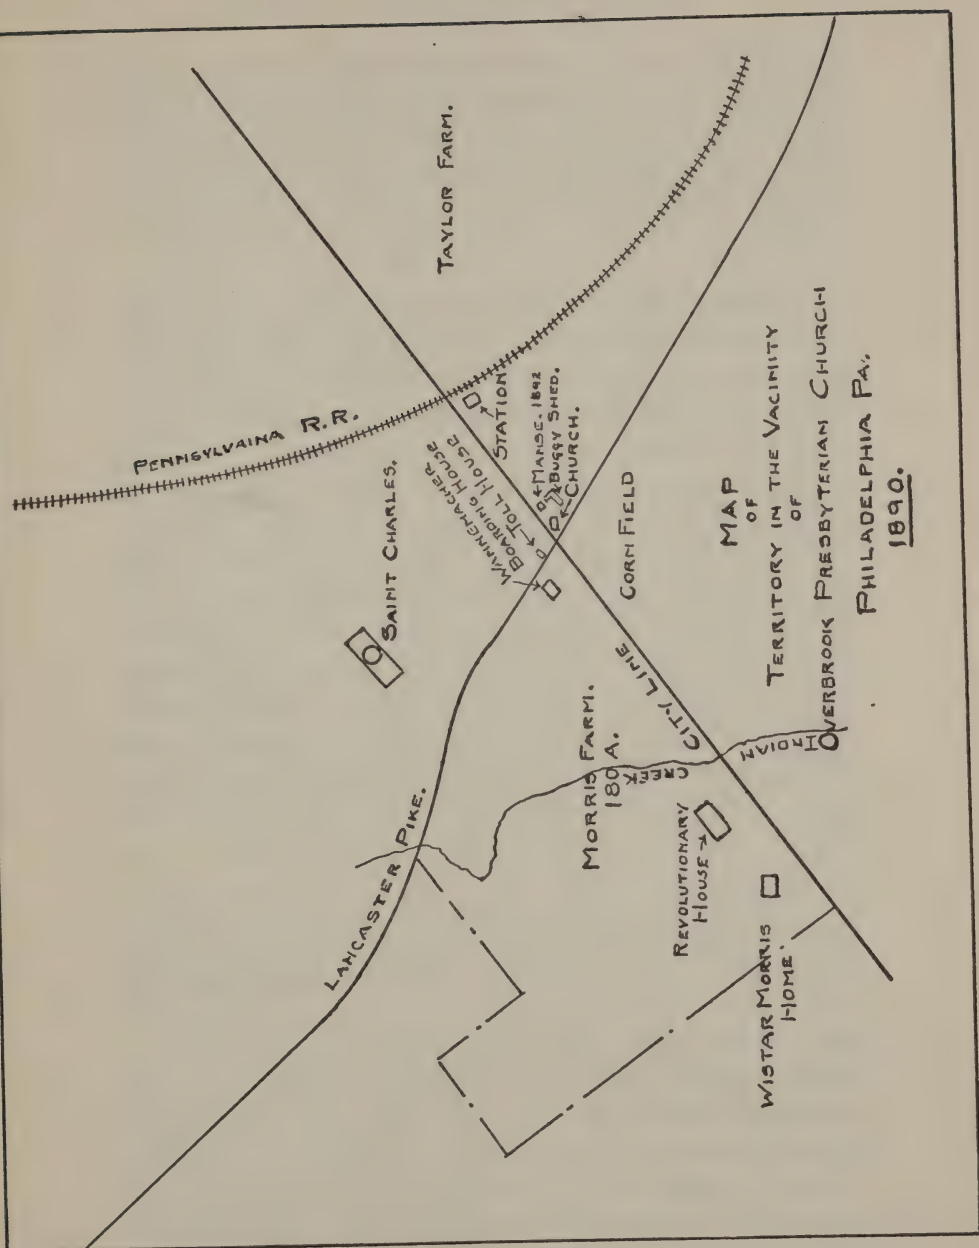 TAYLOR FARM.
PENNSYLVAINA R.R.
STATION
SAINT CHARLES.
WANNEMACHER
BOARDING HOUSE
TOLL HOUSE
MANSE. 1892
BUGGY SHED.
CHURCH.
CORN FIELD
LANCASTER PIKE.
MORRIS FARM.
180 A.
CITY LINE
INDIAN
CREEK
REVOLUTIONARY
HOUSE
WISTAR MORRIS
HOME
MAP
OF
TERRITORY IN THE VACINITY
OF
OVERBROOK PRESBYTERIAN CHURCH
PHILADELPHIA PA.
1890.